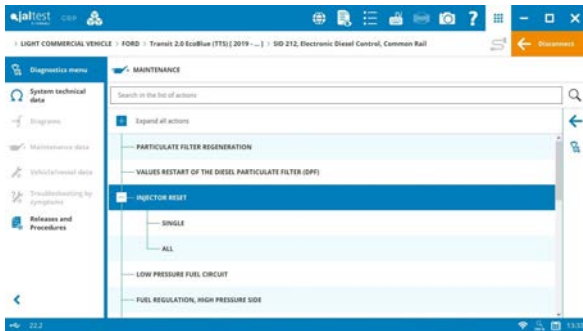 jaltest
GRP
LIGHT COMMERCIAL VEHICLE > FORD > Transit 2.0 EcoBlue (TTS) [ 2019 - ... ] > SID 212, Electronic Diesel Control, Common Rail
Disconnect
Diagnostics menu
MAINTENANCE
System technical data
Search in the list of actions
Diagrams
Expand all actions
Maintenance data
PARTICULATE FILTER REGENERATION
Vehicle/vessel data
VALUES RESTART OF THE DIESEL PARTICULATE FILTER (DPF)
Troubleshooting by symptoms
INJECTOR RESET
Releases and Procedures
SINGLE
ALL
LOW PRESSURE FUEL CIRCUIT
FUEL REGULATION, HIGH PRESSURE SIDE
22.2